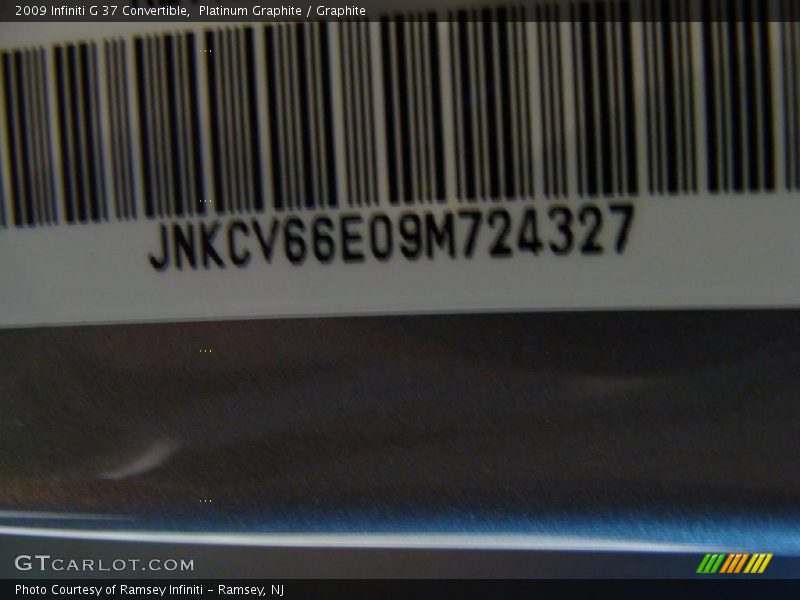 2009 Infiniti G 37 Convertible,  Platinum Graphite / Graphite
JNKCV66E09M724327
GTCARLOT.COM
Photo Courtesy of Ramsey Infiniti – Ramsey, NJ